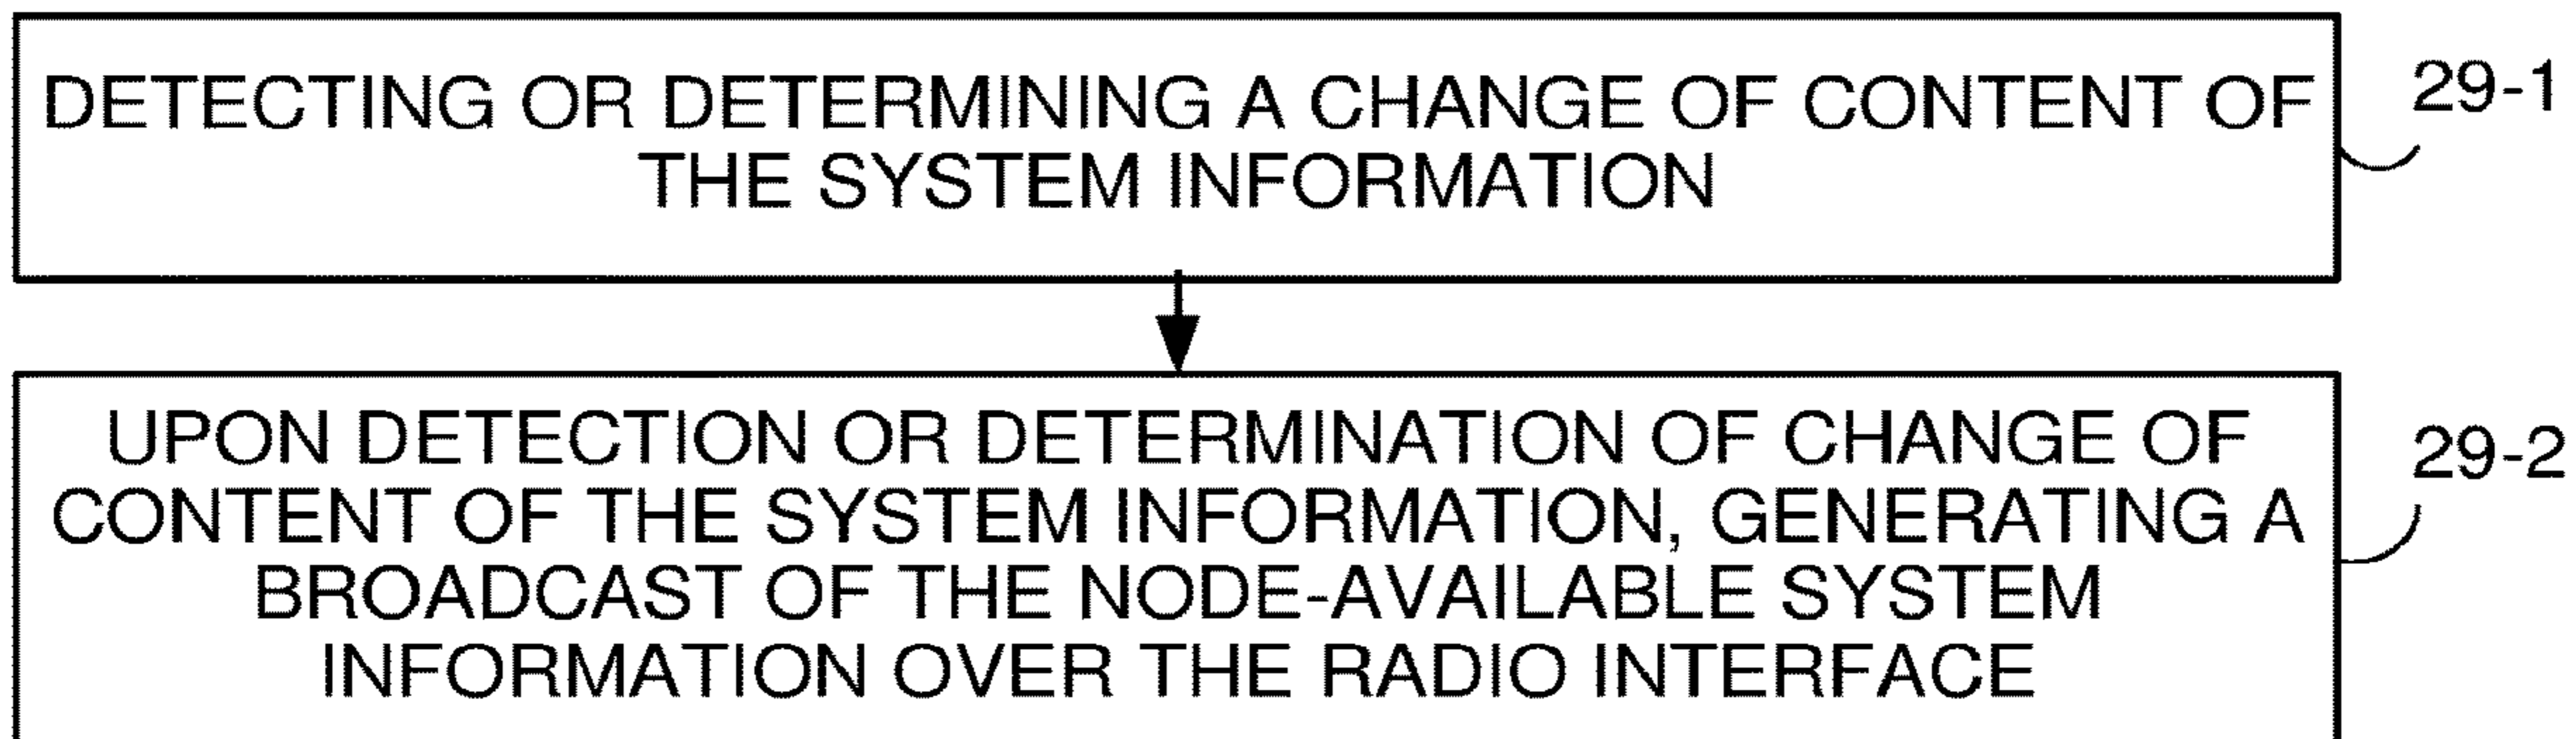 DETECTING OR DETERMINING A CHANGE OF CONTENT OF
THE SYSTEM INFORMATION
29-1
UPON DETECTION OR DETERMINATION OF CHANGE OF
CONTENT OF THE SYSTEM INFORMATION, GENERATING A
BROADCAST OF THE NODE-AVAILABLE SYSTEM
INFORMATION OVER THE RADIO INTERFACE
29-2